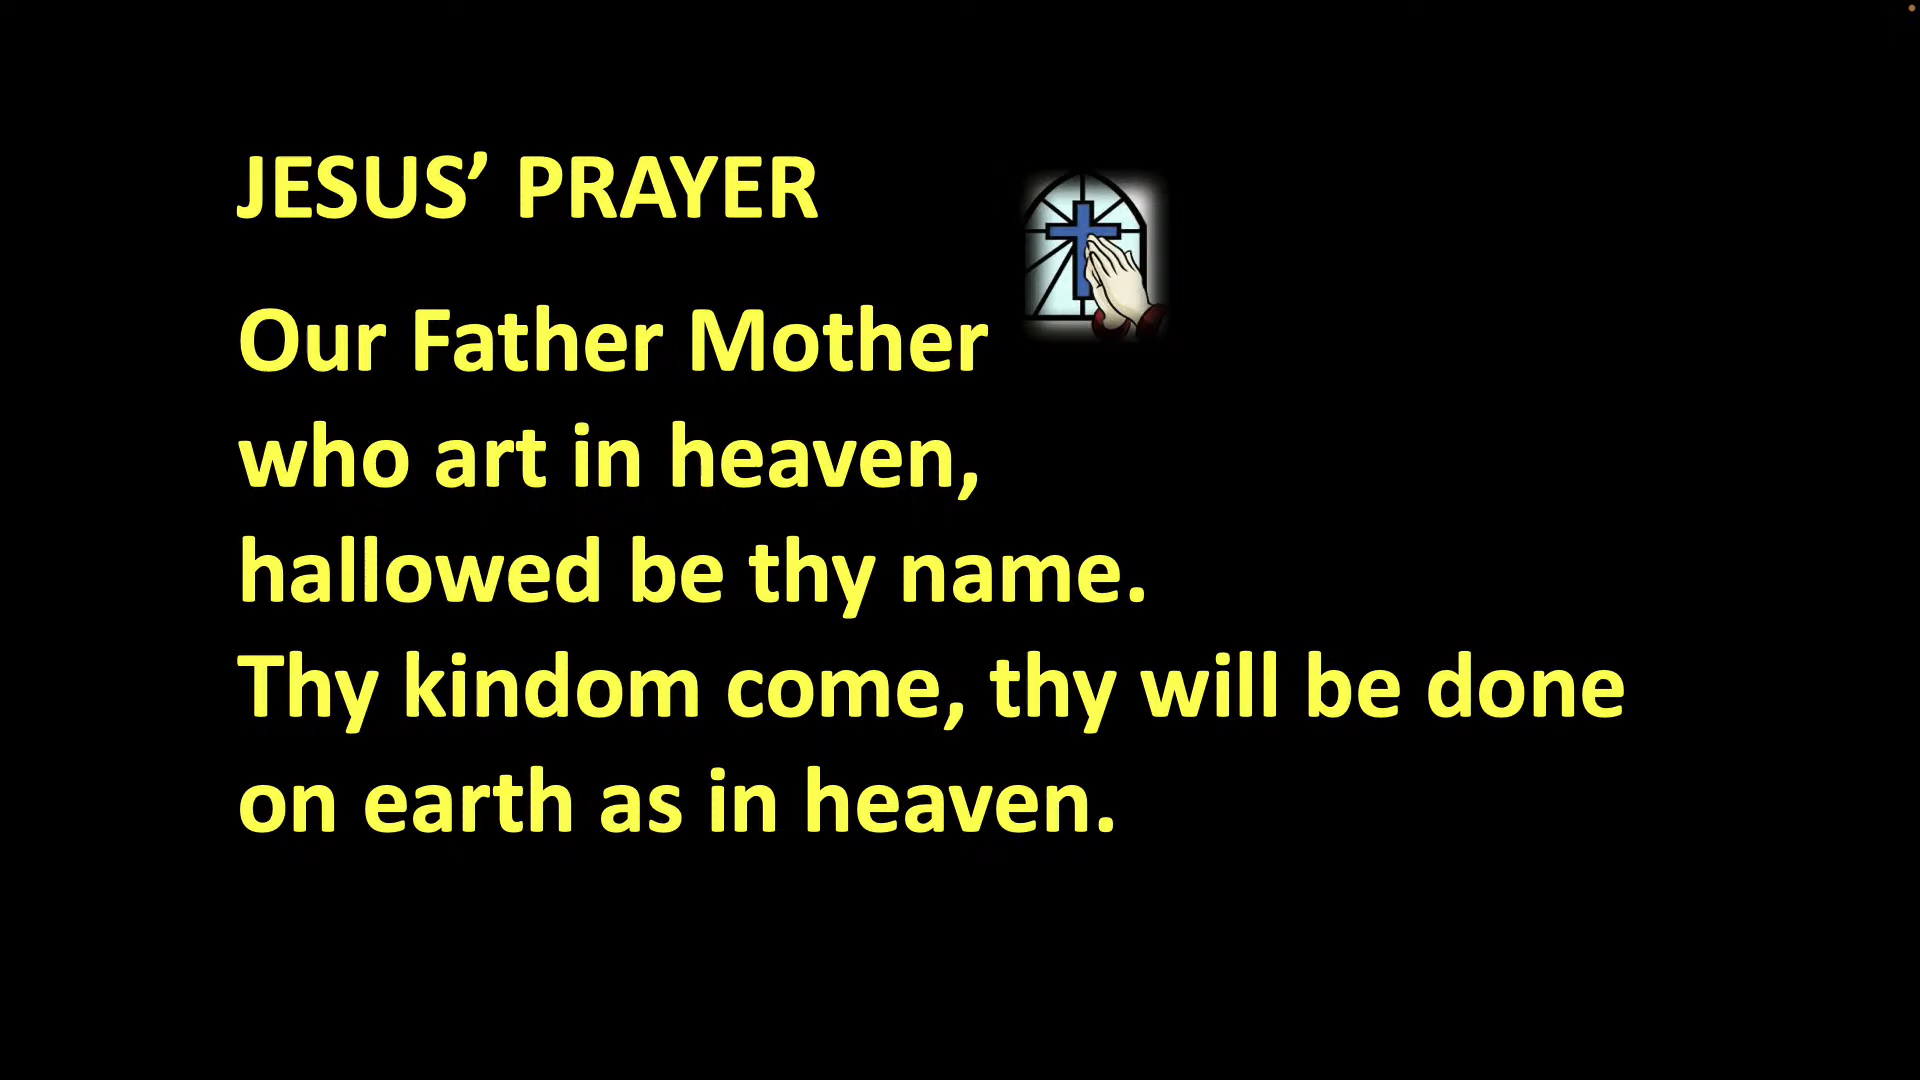 JESUS’ PRAYER
Our Father Mother
who art in heaven,
hallowed be thy name.
Thy kindom come, thy will be done
on earth as in heaven.